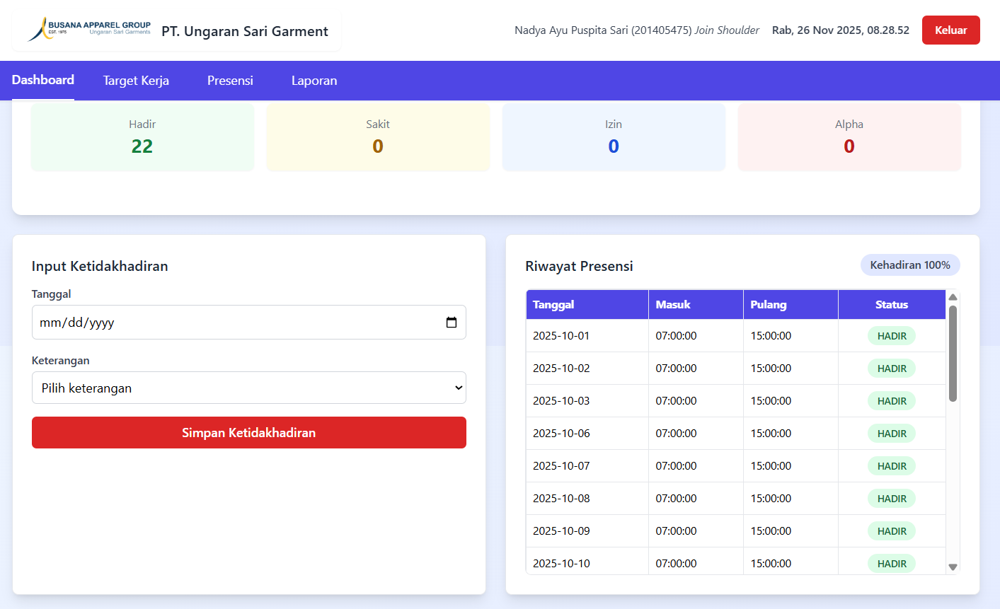 BUSANA APPAREL GROUP
EST. 1975 Ungaran Sari Garments
PT. Ungaran Sari Garment
Nadya Ayu Puspita Sari (201405475) Join Shoulder Rab, 26 Nov 2025, 08.28.52 Keluar
Dashboard Target Kerja Presensi Laporan
Hadir Sakit Izin Alpha
22 0 0 0
Input Ketidakhadiran
Tanggal
mm/dd/yyyy
Keterangan
Pilih keterangan
Simpan Ketidakhadiran
Riwayat Presensi Kehadiran 100%
Tanggal Masuk Pulang Status
2025-10-01 07:00:00 15:00:00 HADIR
2025-10-02 07:00:00 15:00:00 HADIR
2025-10-03 07:00:00 15:00:00 HADIR
2025-10-06 07:00:00 15:00:00 HADIR
2025-10-07 07:00:00 15:00:00 HADIR
2025-10-08 07:00:00 15:00:00 HADIR
2025-10-09 07:00:00 15:00:00 HADIR
2025-10-10 07:00:00 15:00:00 HADIR